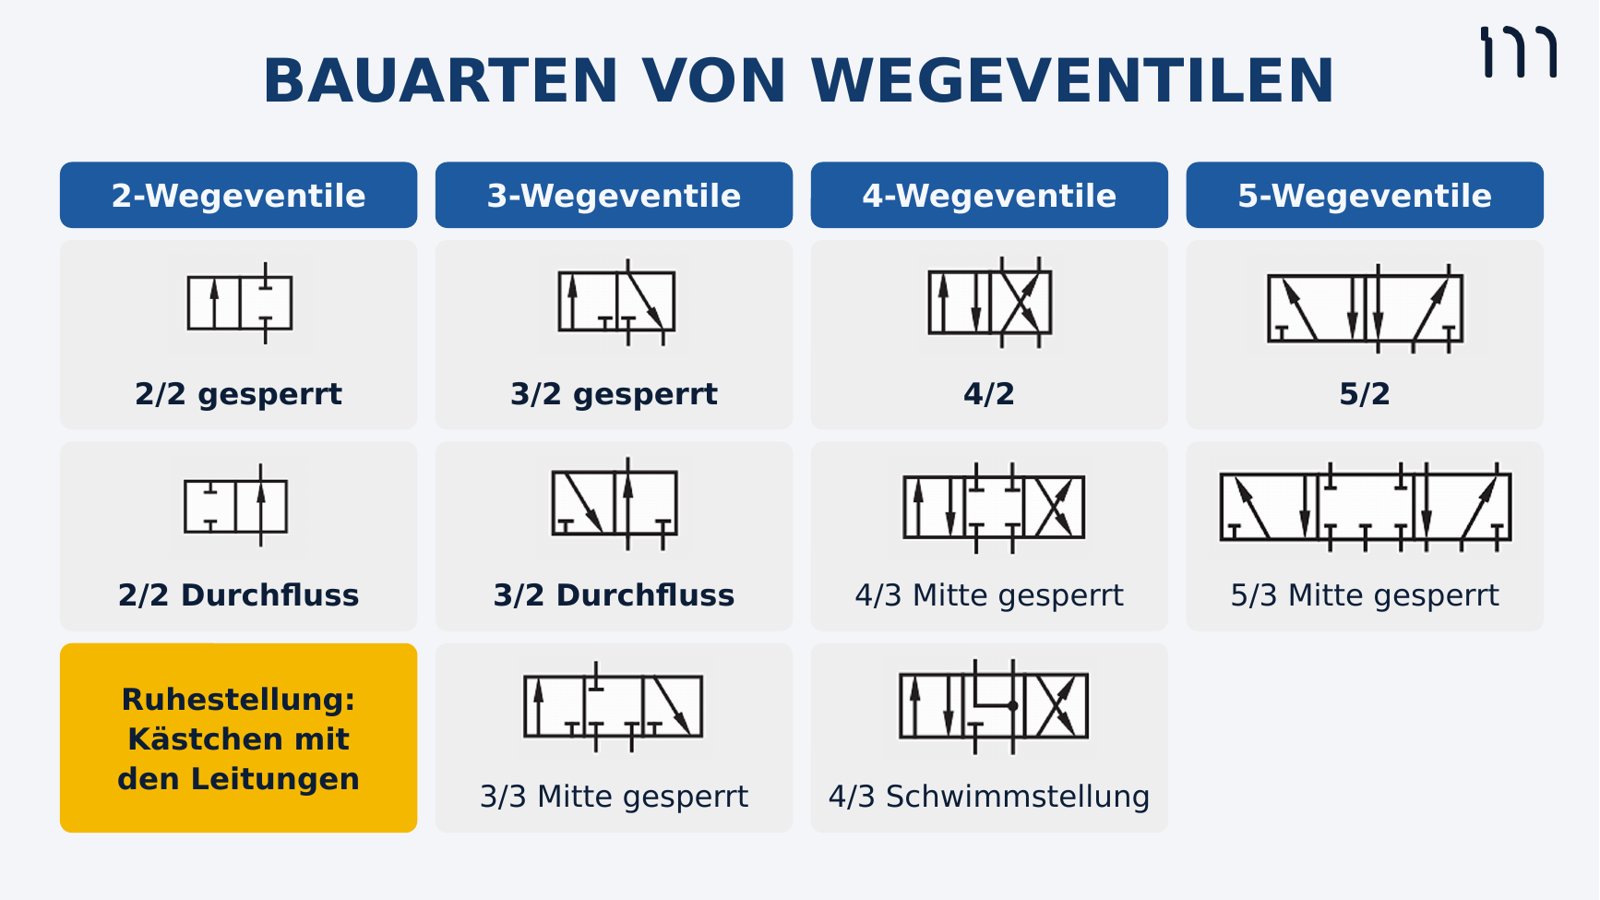 BAUARTEN VON WEGEVENTILEN
2-Wegeventile
3-Wegeventile
4-Wegeventile
5-Wegeventile
2/2 gesperrt
3/2 gesperrt
4/2
5/2
2/2 Durchfluss
3/2 Durchfluss
4/3 Mitte gesperrt
5/3 Mitte gesperrt
Ruhestellung:
Kästchen mit
den Leitungen
3/3 Mitte gesperrt
4/3 Schwimmstellung